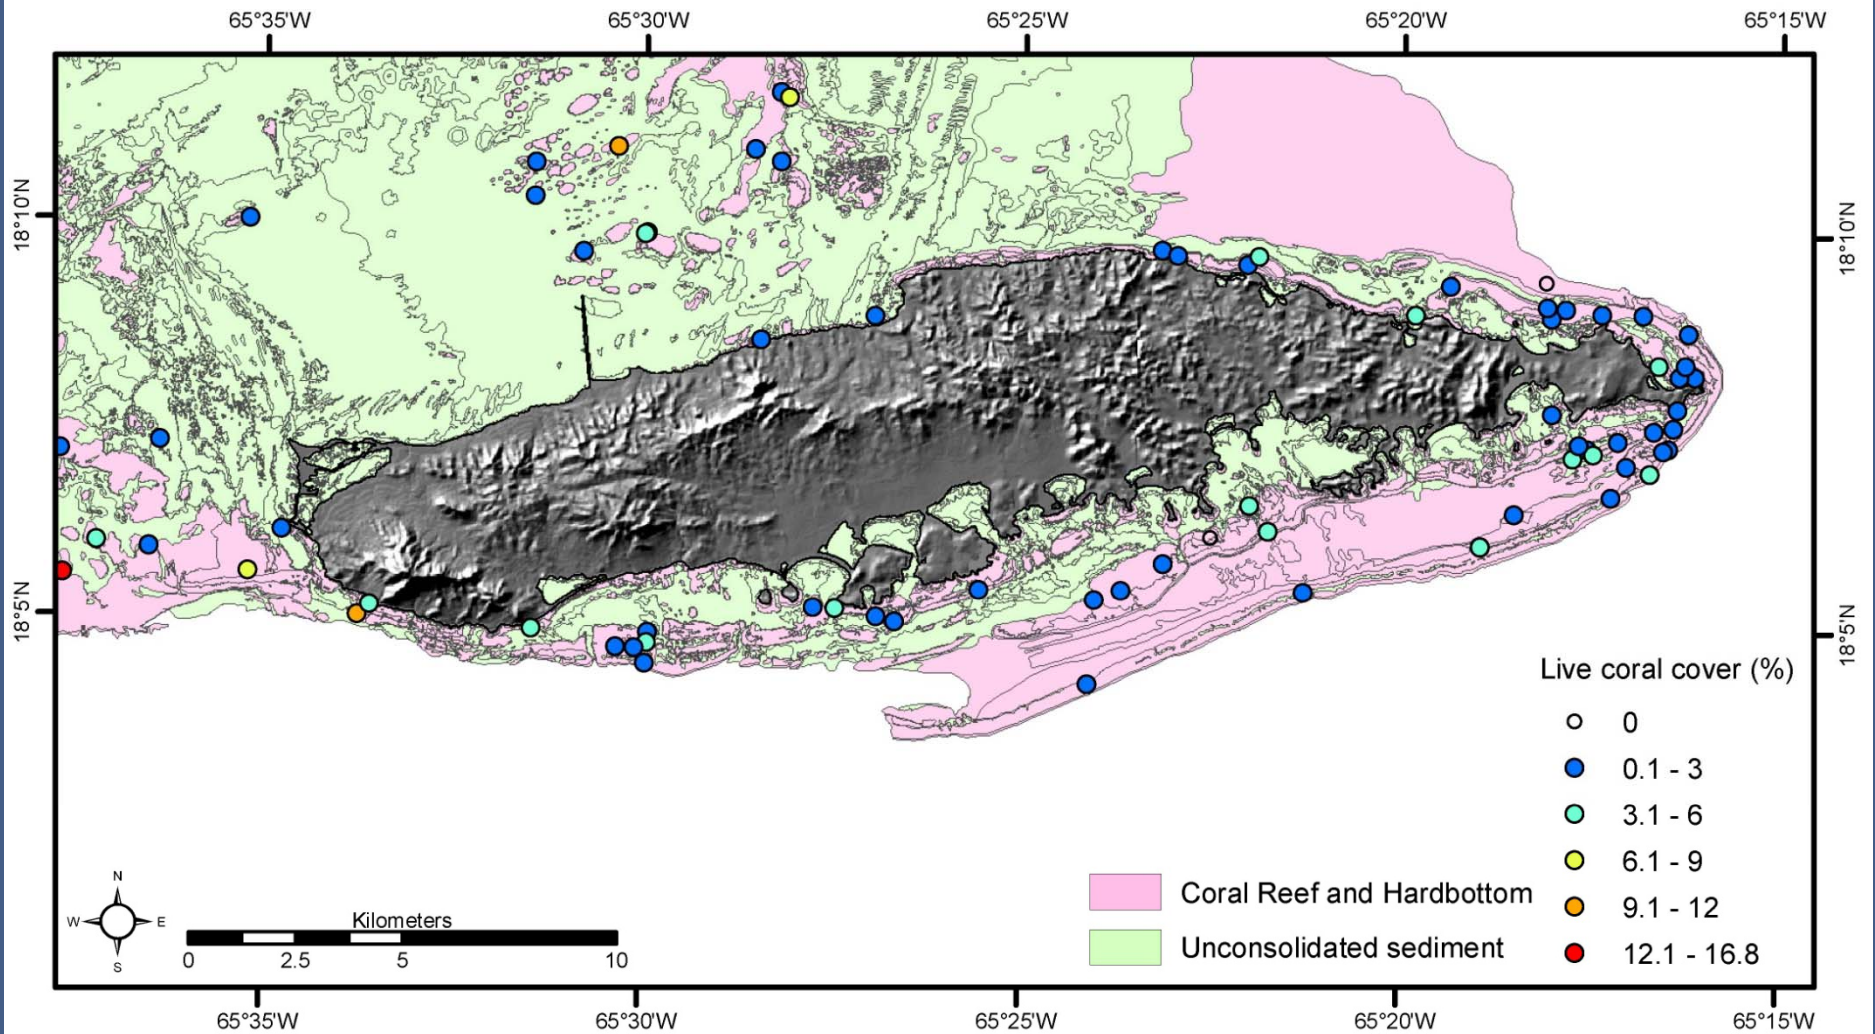 65°35'W 65°30'W 65°25'W 65°20'W 65°15'W
18°10'N 18°10'N
18°5'N 18°5'N
Live coral cover (%)
0
0.1 - 3
3.1 - 6
6.1 - 9
9.1 - 12
12.1 - 16.8
Coral Reef and Hardbottom
Unconsolidated sediment
N
W E
S
Kilometers
0 2.5 5 10
65°35'W 65°30'W 65°25'W 65°20'W 65°15'W